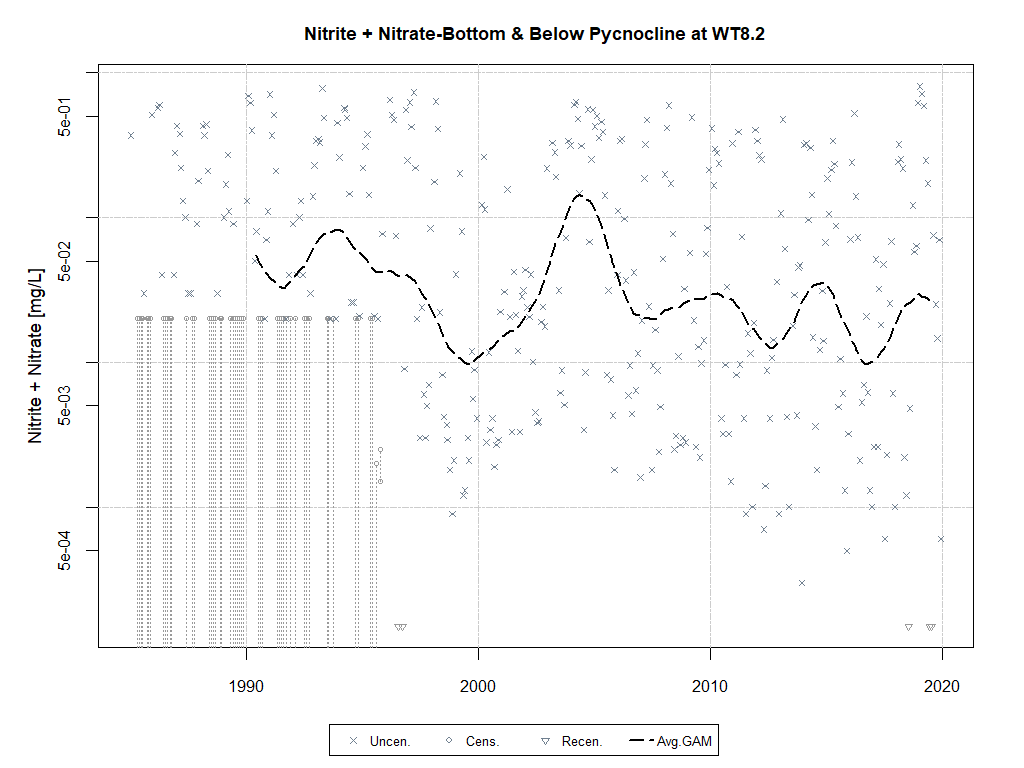 Nitrite + Nitrate-Bottom & Below Pycnocline at WT8.2
Nitrite + Nitrate [mg/L]
5e-01
5e-02
5e-03
5e-04
1990 2000 2010 2020
Uncen. Cens. Recen. Avg.GAM